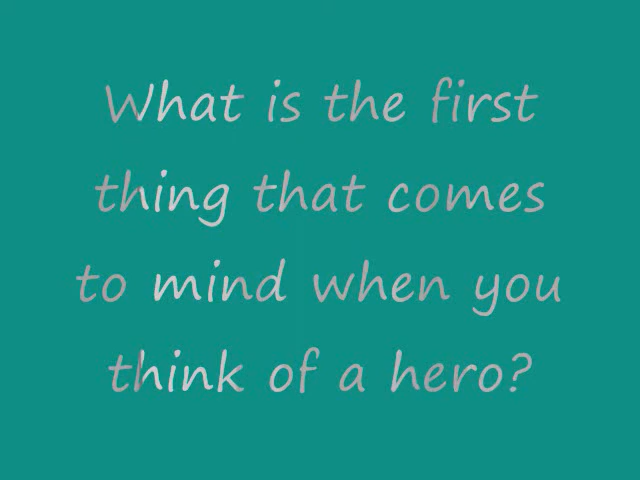 What is the first
thing that comes
to mind when you
think of a hero?